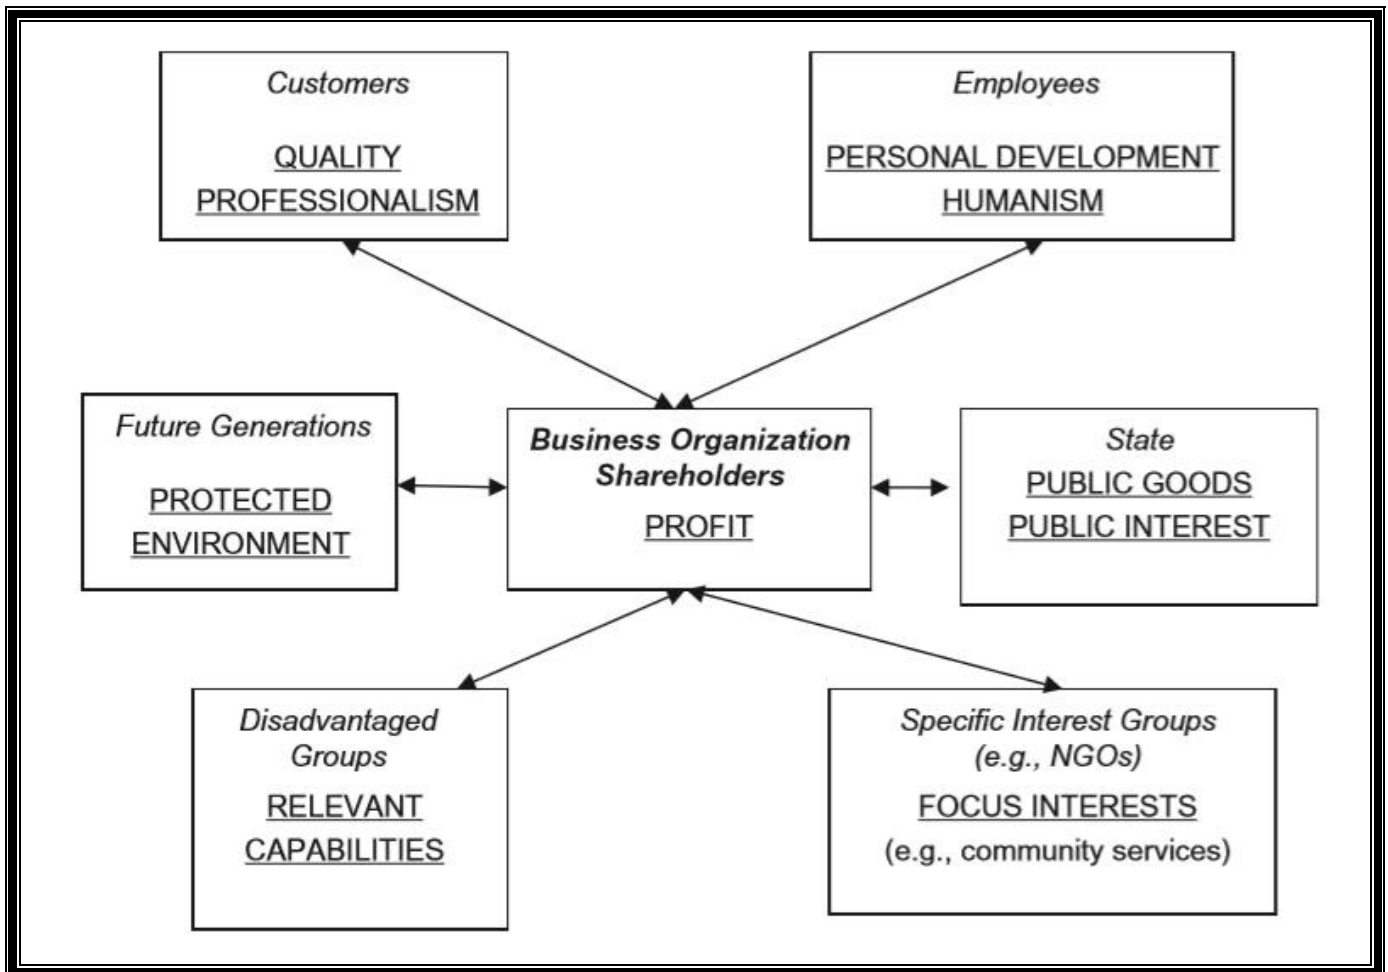 Customers
QUALITY
PROFESSIONALISM
Employees
PERSONAL DEVELOPMENT
HUMANISM
Future Generations
PROTECTED
ENVIRONMENT
Business Organization
Shareholders
PROFIT
State
PUBLIC GOODS
PUBLIC INTEREST
Disadvantaged
Groups
RELEVANT
CAPABILITIES
Specific Interest Groups
(e.g., NGOs)
FOCUS INTERESTS
(e.g., community services)